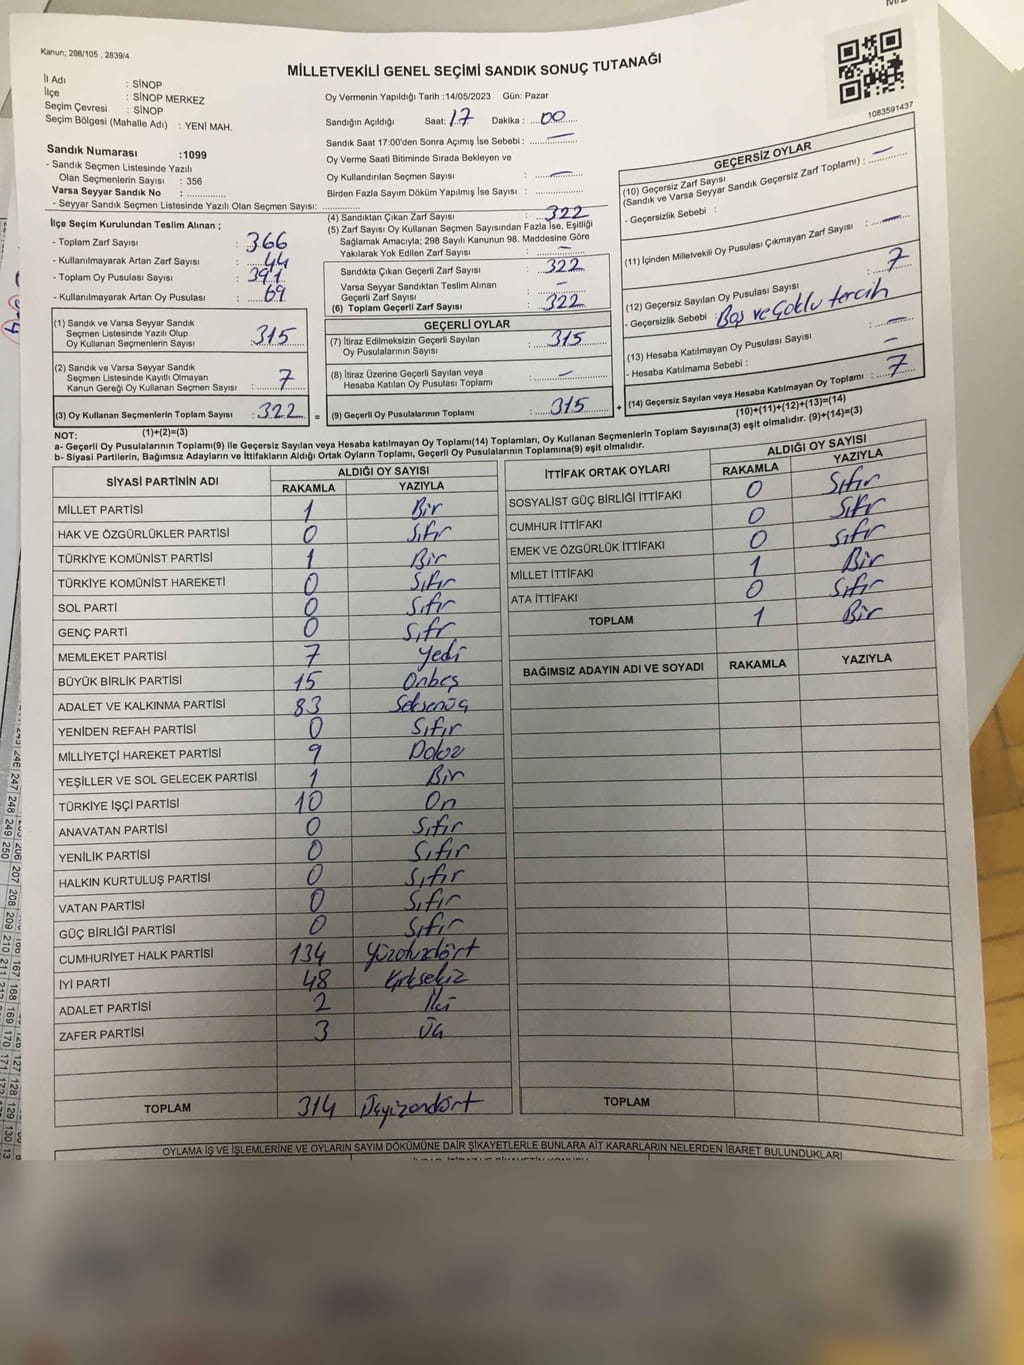 Kanun; 298/105 , 2839/4
MİLLETVEKİLİ GENEL SEÇİMİ SANDIK SONUÇ TUTANAĞI
1083591437
İl Adı : SİNOP
İlçe : SİNOP MERKEZ
Seçim Çevresi : SİNOP
Seçim Bölgesi (Mahalle Adı) : YENİ MAH.
Sandık Numarası :1099
- Sandık Seçmen Listesinde Yazılı
Olan Seçmenlerin Sayısı : 356
Varsa Seyyar Sandık No :
- Seyyar Sandık Seçmen Listesinde Yazılı Olan Seçmen Sayısı:
Oy Vermenin Yapıldığı Tarih :14/05/2023 Gün: Pazar
Sandığın Açıldığı Saat: 17 Dakika : 00
Sandık Saat 17:00'den Sonra Açımış İse Sebebi : —
Oy Verme Saati Bitiminde Sırada Bekleyen ve
Oy Kullandırılan Seçmen Sayısı : —
Birden Fazla Sayım Döküm Yapılmış İse Sayısı :
İlçe Seçim Kurulundan Teslim Alınan ;
- Toplam Zarf Sayısı : 366
- Kullanılmayarak Artan Zarf Sayısı : 44
- Toplam Oy Pusulası Sayısı : 391
- Kullanılmayarak Artan Oy Pusulası : 69
(1) Sandık ve Varsa Seyyar Sandık
Seçmen Listesinde Yazılı Olup
Oy Kullanan Seçmenlerin Sayısı : 315
(2) Sandık ve Varsa Seyyar Sandık
Seçmen Listesinde Kayıtlı Olmayan
Kanun Gereği Oy Kullanan Seçmen Sayısı : 7
(3) Oy Kullanan Seçmenlerin Toplam Sayısı : 322
(1)+(2)=(3)
(4) Sandıktan Çıkan Zarf Sayısı : 322
(5) Zarf Sayısı Oy Kullanan Seçmen Sayısından Fazla İse, Eşitliği
Sağlamak Amacıyla; 298 Sayılı Kanunun 98. Maddesine Göre
Yakılarak Yok Edilen Zarf Sayısı : —
Sandıkta Çıkan Geçerli Zarf Sayısı : 322
Varsa Seyyar Sandıktan Teslim Alınan
Geçerli Zarf Sayısı : —
(6) Toplam Geçerli Zarf Sayısı : 322
GEÇERLİ OYLAR
(7) İtiraz Edilmeksizin Geçerli Sayılan
Oy Pusulalarının Sayısı : 315
(8) İtiraz Üzerine Geçerli Sayılan veya
Hesaba Katılan Oy Pusulası Toplamı : —
= (9) Geçerli Oy Pusulalarının Toplamı : 315
GEÇERSİZ OYLAR
(10) Geçersiz Zarf Sayısı
(Sandık ve Varsa Seyyar Sandık Geçersiz Zarf Toplamı) : —
- Geçersizlik Sebebi :
(11) İçinden Milletvekili Oy Pusulası Çıkmayan Zarf Sayısı : —
(12) Geçersiz Sayılan Oy Pusulası Sayısı : 7
- Geçersizlik Sebebi : Boş ve Çoklu tercih
(13) Hesaba Katılmayan Oy Pusulası Sayısı : —
- Hesaba Katılmama Sebebi : —
+ (14) Geçersiz Sayılan veya Hesaba Katılmayan Oy Toplamı : 7
(10)+(11)+(12)+(13)=(14)
NOT:
a- Geçerli Oy Pusulalarının Toplamı(9) ile Geçersiz Sayılan veya Hesaba katılmayan Oy Toplamı(14) Toplamları, Oy Kullanan Seçmenlerin Toplam Sayısına(3) eşit olmalıdır. (9)+(14)=(3)
b- Siyasi Partilerin, Bağımsız Adayların ve İttifakların Aldığı Ortak Oyların Toplamı, Geçerli Oy Pusulalarının Toplamına(9) eşit olmalıdır.
SİYASİ PARTİNİN ADI ALDIĞI OY SAYISI
RAKAMLA YAZIYLA
MİLLET PARTİSİ 1 Bir
HAK VE ÖZGÜRLÜKLER PARTİSİ 0 Sıfır
TÜRKİYE KOMÜNİST PARTİSİ 1 Bir
TÜRKİYE KOMÜNİST HAREKETİ 0 Sıfır
SOL PARTİ 0 Sıfır
GENÇ PARTİ 0 Sıfır
MEMLEKET PARTİSİ 7 Yedi
BÜYÜK BİRLİK PARTİSİ 15 Onbeş
ADALET VE KALKINMA PARTİSİ 83 Seksenüç
YENİDEN REFAH PARTİSİ 0 Sıfır
MİLLİYETÇİ HAREKET PARTİSİ 9 Dokuz
YEŞİLLER VE SOL GELECEK PARTİSİ 1 Bir
TÜRKİYE İŞÇİ PARTİSİ 10 On
ANAVATAN PARTİSİ 0 Sıfır
YENİLİK PARTİSİ 0 Sıfır
HALKIN KURTULUŞ PARTİSİ 0 Sıfır
VATAN PARTİSİ 0 Sıfır
GÜÇ BİRLİĞİ PARTİSİ 0 Sıfır
CUMHURİYET HALK PARTİSİ 134 Yüzotuzdört
İYİ PARTİ 48 Kırksekiz
ADALET PARTİSİ 2 İki
ZAFER PARTİSİ 3 Üç
TOPLAM 314 Üçyüzondört
İTTİFAK ORTAK OYLARI ALDIĞI OY SAYISI
RAKAMLA YAZIYLA
SOSYALİST GÜÇ BİRLİĞİ İTTİFAKI 0 Sıfır
CUMHUR İTTİFAKI 0 Sıfır
EMEK VE ÖZGÜRLÜK İTTİFAKI 0 Sıfır
MİLLET İTTİFAKI 1 Bir
ATA İTTİFAKI 0 Sıfır
TOPLAM 1 Bir
BAĞIMSIZ ADAYIN ADI VE SOYADI RAKAMLA YAZIYLA
TOPLAM
OYLAMA İŞ VE İŞLEMLERİNE VE OYLARIN SAYIM DÖKÜMÜNE DAİR ŞİKAYETLERLE BUNLARA AİT KARARLARIN NELERDEN İBARET BULUNDUKLARI